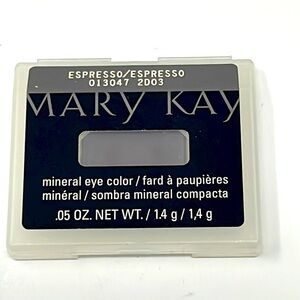 ESPRESSO/ESPRESSO
013047 2D03
MARY KAY
mineral eye color / fard à paupières
minéral / sombra mineral compacta
.05 OZ. NET WT. / 1.4 g / 1,4 g